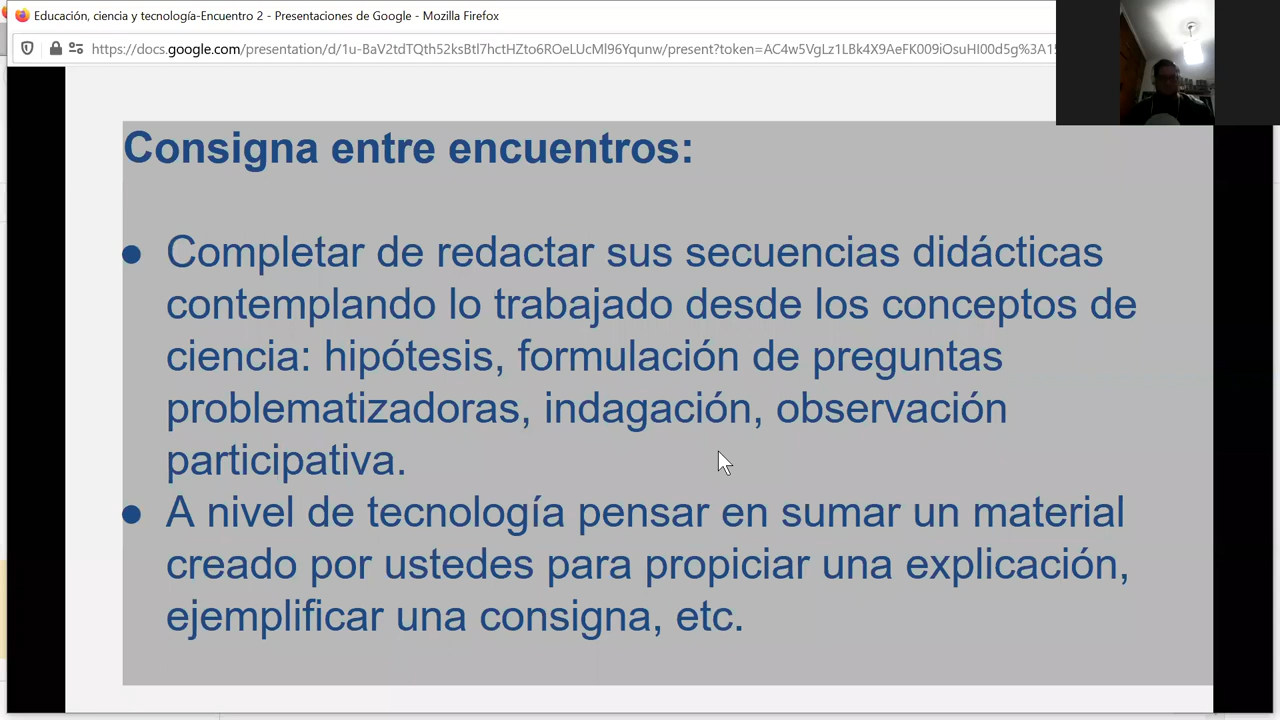 Educación, ciencia y tecnología-Encuentro 2 - Presentaciones de Google - Mozilla Firefox
https://docs.google.com/presentation/d/1u-BaV2tdTQth52ksBtl7hctHZto6ROeLUcMl96Yqunw/present?token=AC4w5VgLz1LBk4X9AeFK009iOsuHI00d5g%3A15
Consigna entre encuentros:
● Completar de redactar sus secuencias didácticas
contemplando lo trabajado desde los conceptos de
ciencia: hipótesis, formulación de preguntas
problematizadoras, indagación, observación
participativa.
● A nivel de tecnología pensar en sumar un material
creado por ustedes para propiciar una explicación,
ejemplificar una consigna, etc.